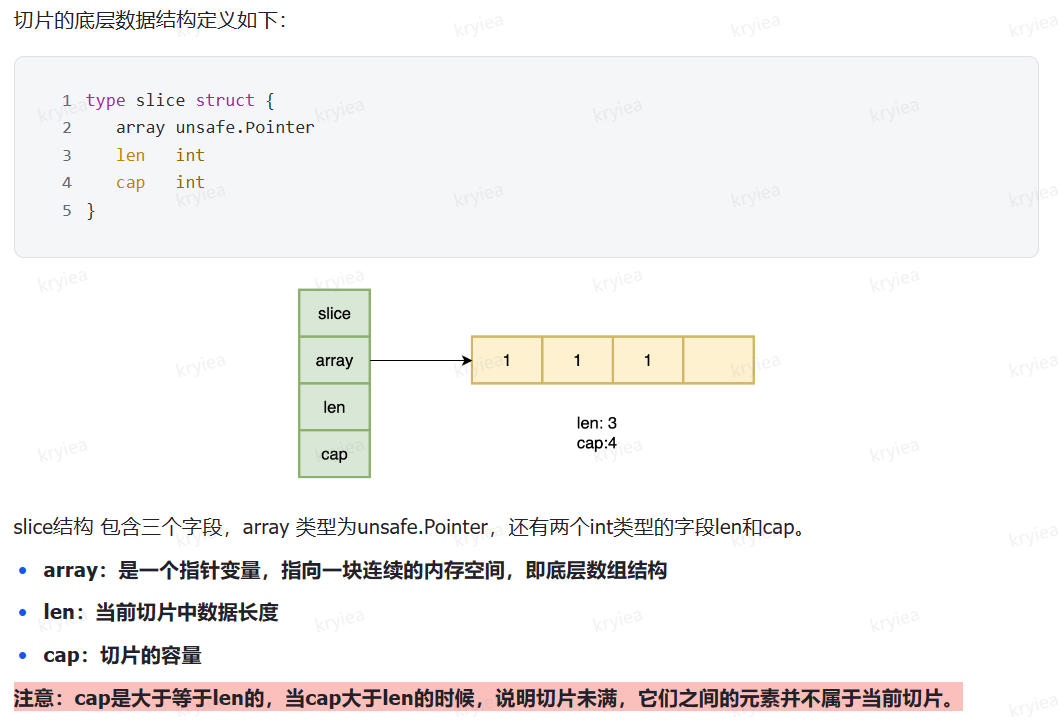 切片的底层数据结构定义如下：
1 type slice struct {
2 array unsafe.Pointer
3 len int
4 cap int
5 }
slice
array
len
cap
1 1 1
len: 3
cap:4
slice结构 包含三个字段，array 类型为unsafe.Pointer，还有两个int类型的字段len和cap。
array：是一个指针变量，指向一块连续的内存空间，即底层数组结构
len：当前切片中数据长度
cap：切片的容量
注意：cap是大于等于len的，当cap大于len的时候，说明切片未满，它们之间的元素并不属于当前切片。
kryiea